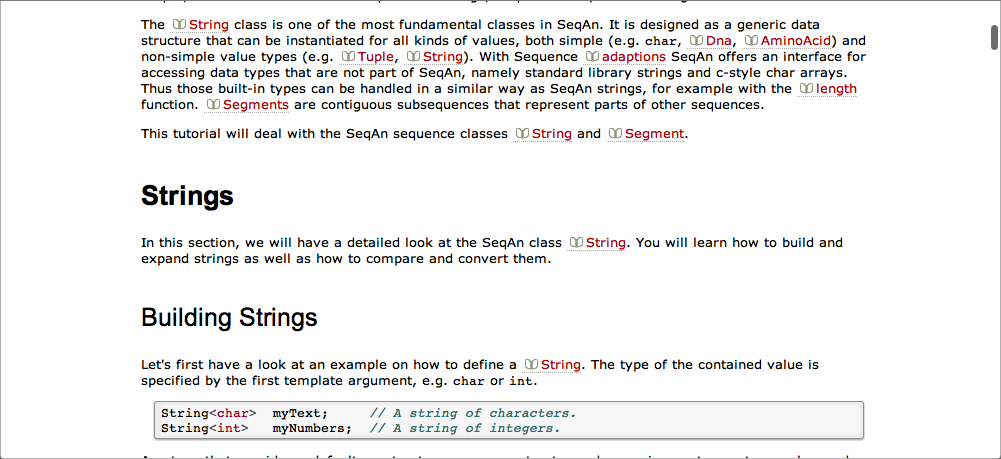 The String class is one of the most fundamental classes in SeqAn. It is designed as a generic data
structure that can be instantiated for all kinds of values, both simple (e.g. char, Dna, AminoAcid) and
non-simple value types (e.g. Tuple, String). With Sequence adaptions SeqAn offers an interface for
accessing data types that are not part of SeqAn, namely standard library strings and c-style char arrays.
Thus those built-in types can be handled in a similar way as SeqAn strings, for example with the length
function. Segments are contiguous subsequences that represent parts of other sequences.
This tutorial will deal with the SeqAn sequence classes String and Segment.
Strings
In this section, we will have a detailed look at the SeqAn class String. You will learn how to build and
expand strings as well as how to compare and convert them.
Building Strings
Let's first have a look at an example on how to define a String. The type of the contained value is
specified by the first template argument, e.g. char or int.
String<char>  myText;     // A string of characters.
String<int>   myNumbers;  // A string of integers.